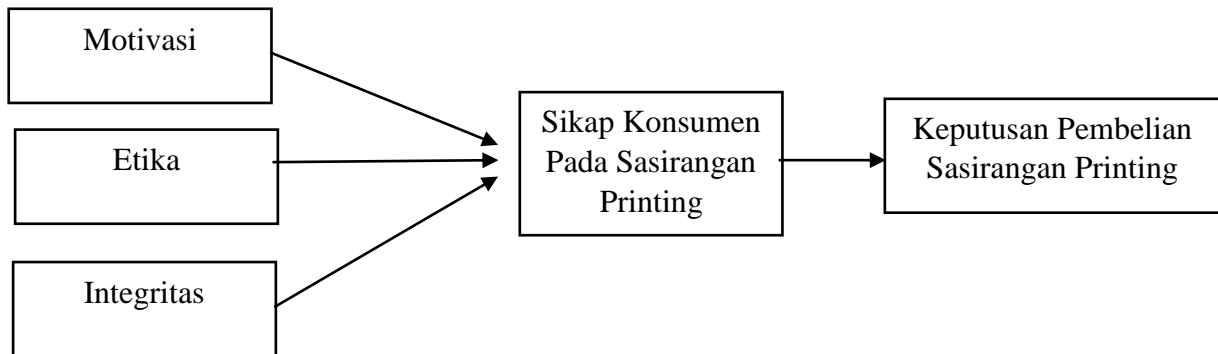 Motivasi
Etika
Integritas
Sikap Konsumen
Pada Sasirangan
Printing
Keputusan Pembelian
Sasirangan Printing